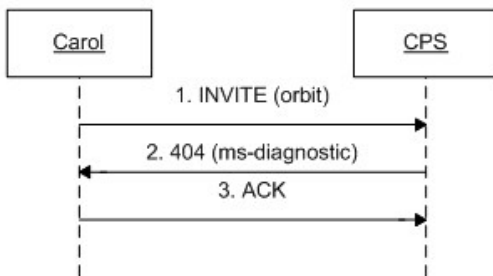 Carol
CPS
1. INVITE (orbit)
2. 404 (ms-diagnostic)
3. ACK